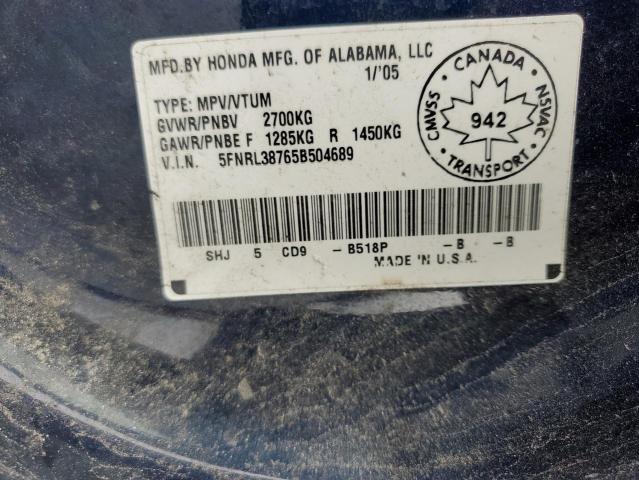 MFD.BY HONDA MFG. OF ALABAMA, LLC
1/'05
TYPE: MPV/VTUM
GVWR/PNBV 2700KG
GAWR/PNBE F 1285KG R 1450KG
V.I.N. 5FNRL38765B504689
CANADA
CMVSS
942
NSVAC
TRANSPORT
SHJ 5 CD9 -B518P -B -B
MADE 'N U.S.A.